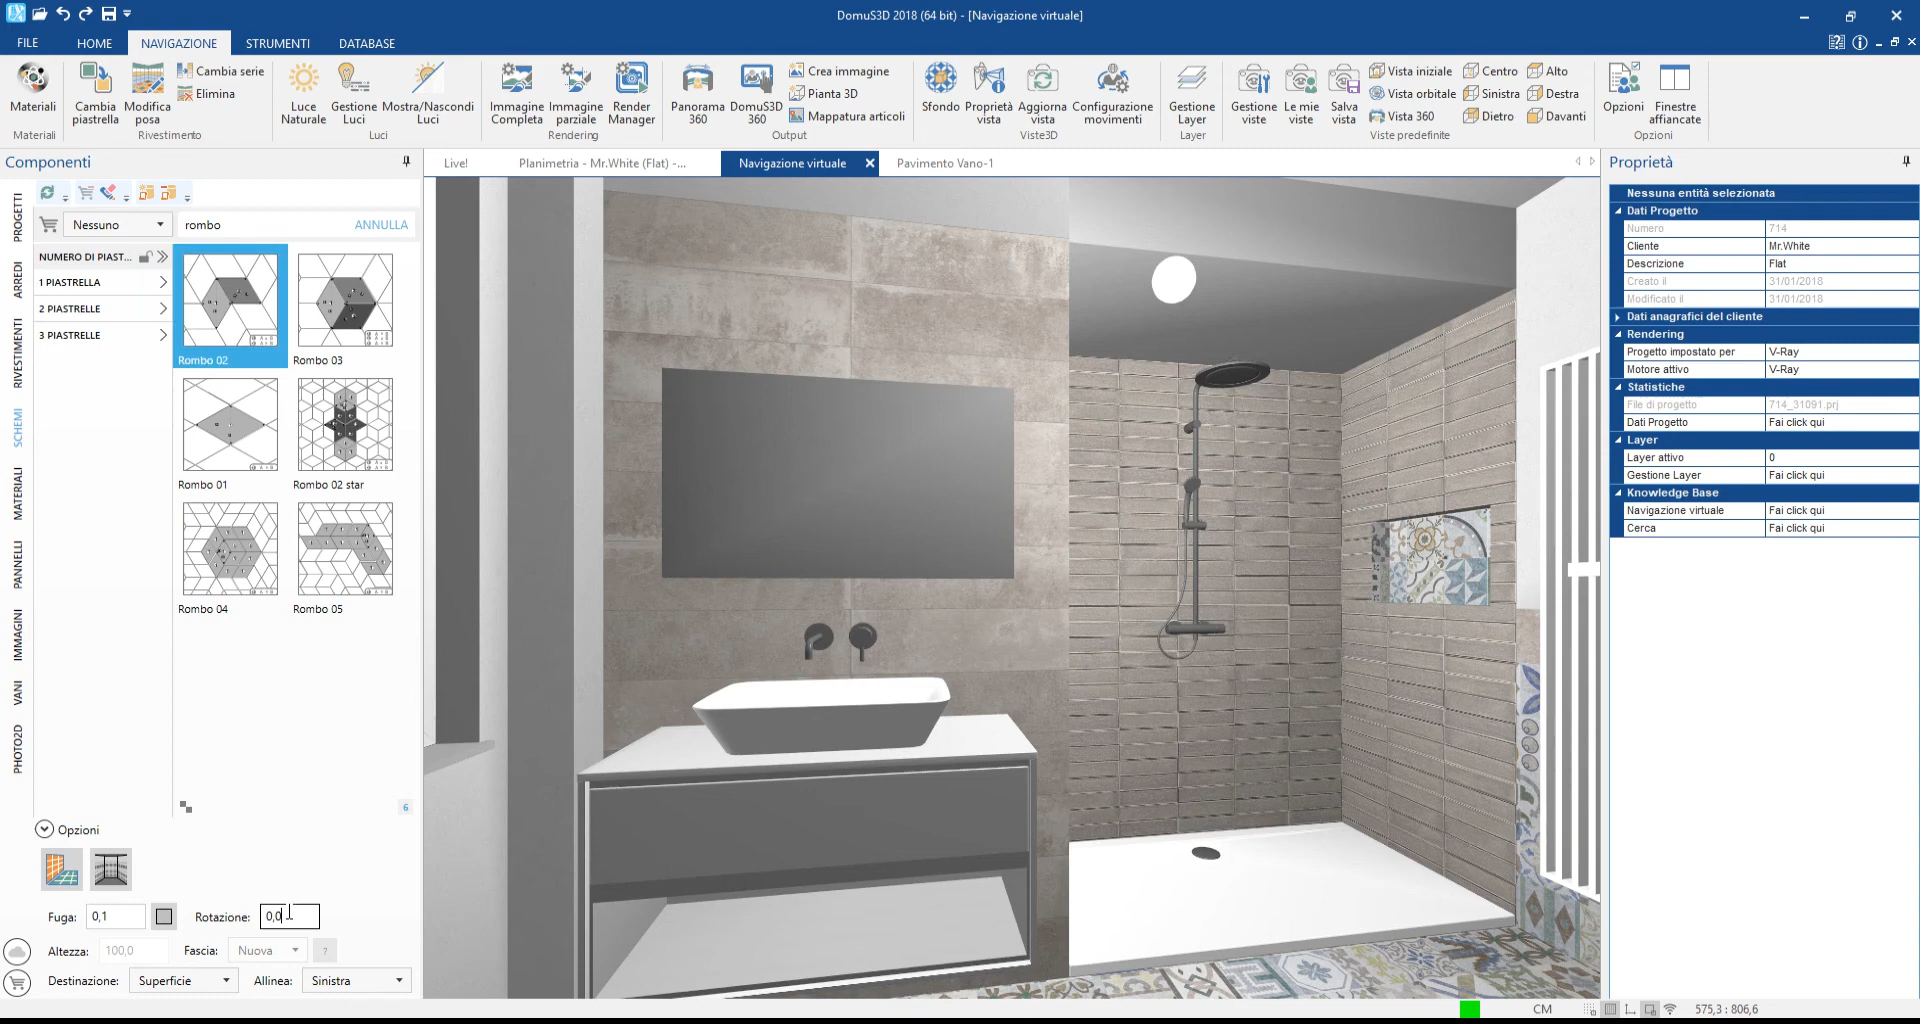 DomuS3D 2018 (64 bit) - [Navigazione virtuale]
FILE HOME NAVIGAZIONE STRUMENTI DATABASE
Materiali
Materiali
Cambia piastrella
Modifica posa
Cambia serie
Elimina
Rivestimento
Luce Naturale
Gestione Luci
Mostra/Nascondi Luci
Luci
Immagine Completa
Immagine parziale
Render Manager
Rendering
Panorama 360
DomuS3D 360
Crea immagine
Pianta 3D
Mappatura articoli
Output
Sfondo
Proprietà vista
Aggiorna vista
Configurazione movimenti
Viste3D
Gestione Layer
Layer
Gestione viste
Le mie viste
Salva vista
Vista iniziale
Vista orbitale
Vista 360
Centro
Sinistra
Dietro
Alto
Destra
Davanti
Viste predefinite
Opzioni
Finestre affiancate
Opzioni
Componenti
Live!
Planimetria - Mr.White (Flat) -...
Navigazione virtuale
Pavimento Vano-1
PROGETTI
ARREDI
RIVESTIMENTI
SCHEMI
MATERIALI
PANNELLI
IMMAGINI
VANI
PHOTO2D
Nessuno
rombo
ANNULLA
NUMERO DI PIAST...
1 PIASTRELLA
2 PIASTRELLE
3 PIASTRELLE
Rombo 02
Rombo 03
Rombo 01
Rombo 02 star
Rombo 04
Rombo 05
6
Opzioni
Fuga: 0,1
Rotazione: 0,0
Altezza: 100,0
Fascia: Nuova ?
Destinazione: Superficie
Allinea: Sinistra
Proprietà
Nessuna entità selezionata
Dati Progetto
Numero 714
Cliente Mr.White
Descrizione Flat
Creato il 31/01/2018
Modificato il 31/01/2018
Dati anagrafici del cliente
Rendering
Progetto impostato per V-Ray
Motore attivo V-Ray
Statistiche
File di progetto 714_31091.prj
Dati Progetto Fai click qui
Layer
Layer attivo 0
Gestione Layer Fai click qui
Knowledge Base
Navigazione virtuale Fai click qui
Cerca Fai click qui
CM
575,3 : 806,6